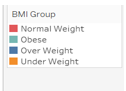 BMI Group
Normal Weight
Obese
Over Weight
Under Weight